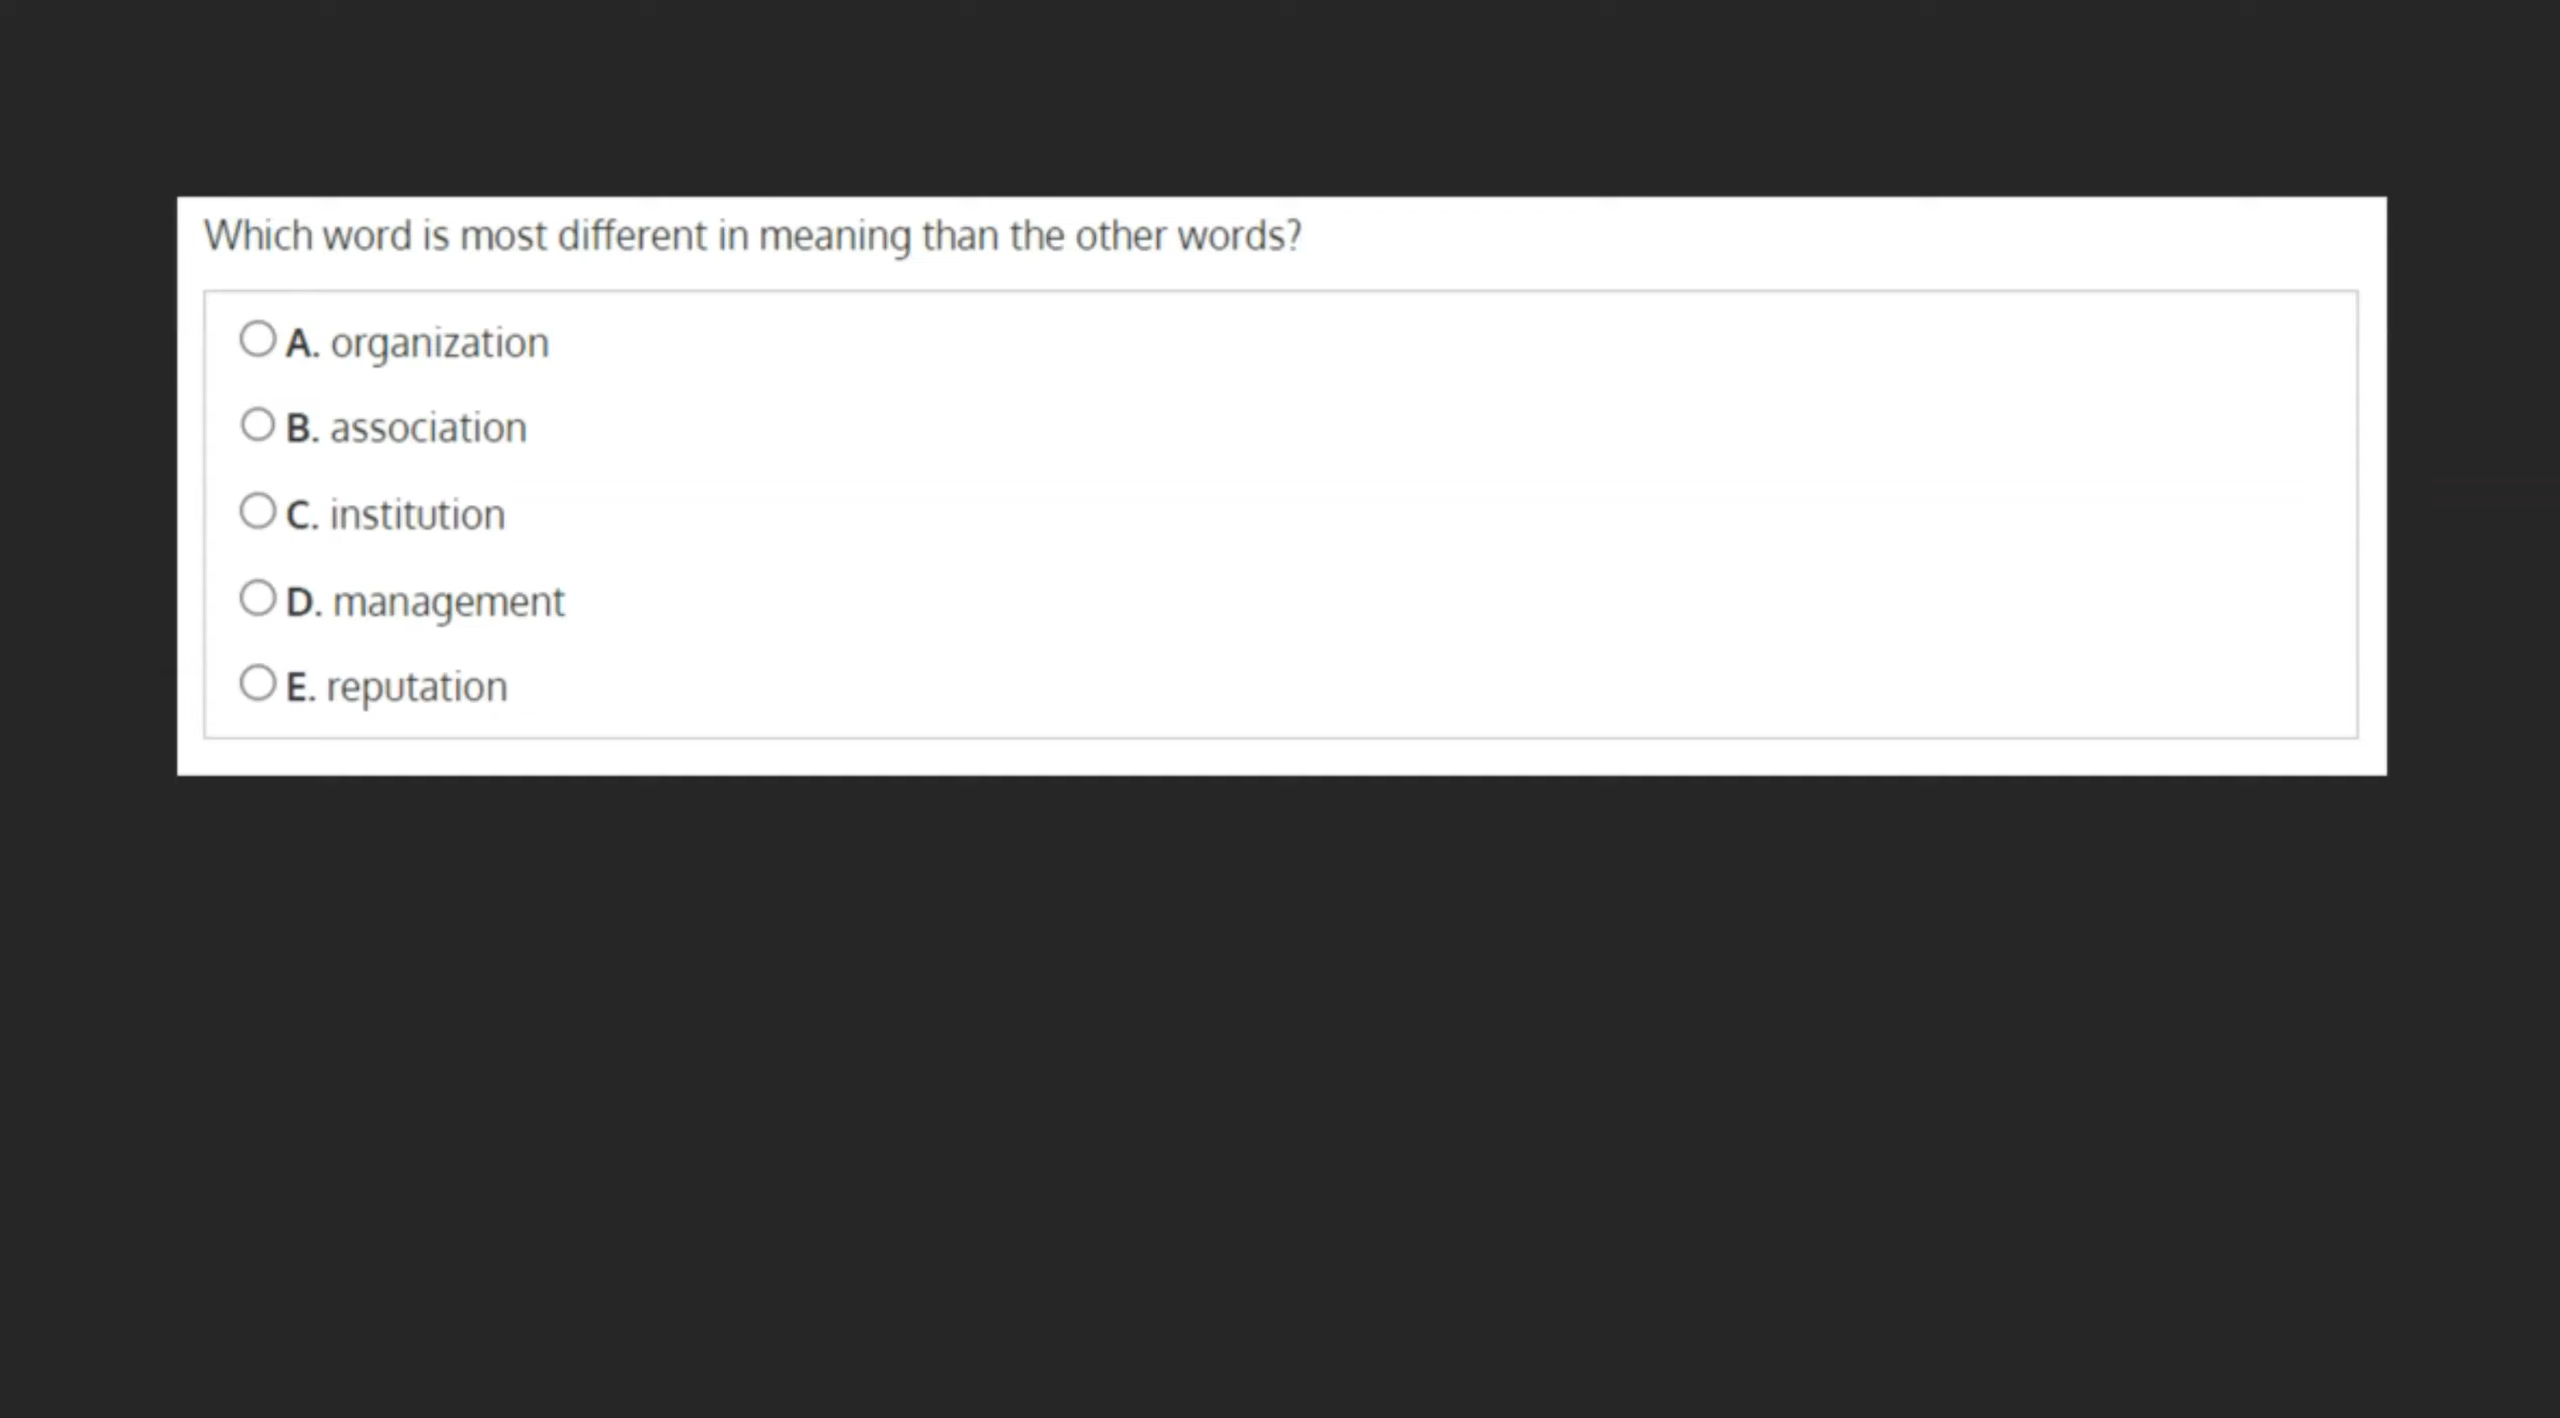 Which word is most different in meaning than the other words?
A. organization
B. association
C. institution
D. management
E. reputation